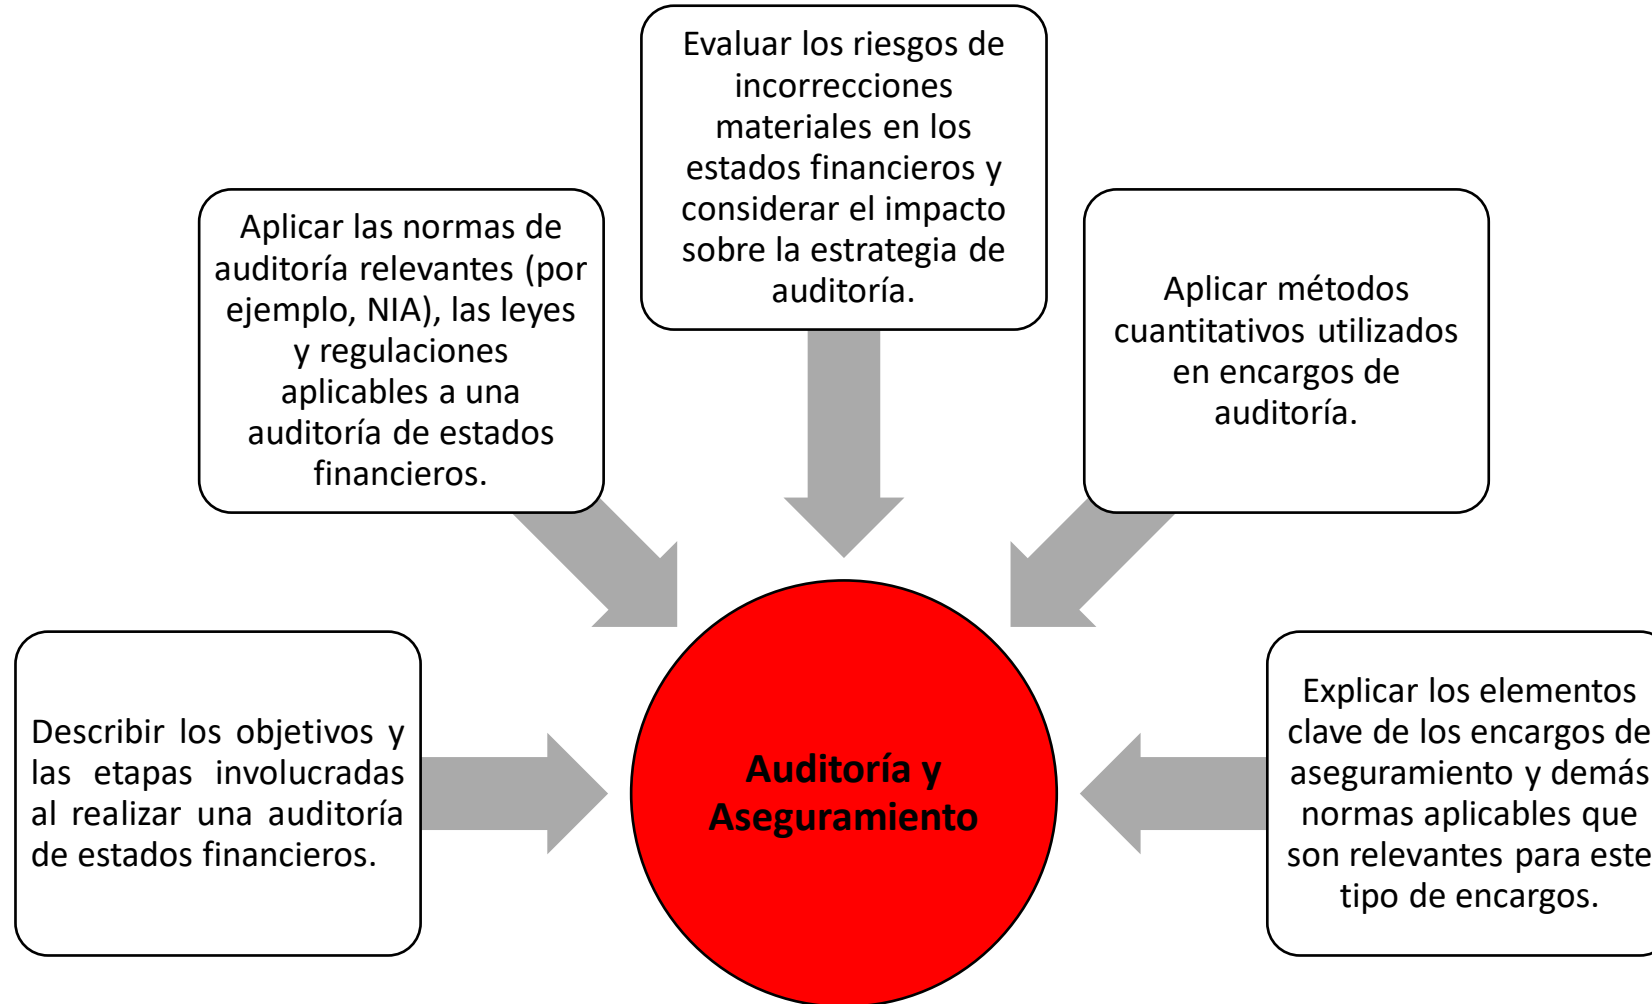 Evaluar los riesgos de
incorrecciones
materiales en los
estados financieros y
considerar el impacto
sobre la estrategia de
auditoría.
Aplicar las normas de
auditoría relevantes (por
ejemplo, NIA), las leyes
y regulaciones
aplicables a una
auditoría de estados
financieros.
Aplicar métodos
cuantitativos utilizados
en encargos de
auditoría.
Describir los objetivos y
las etapas involucradas
al realizar una auditoría
de estados financieros.
Auditoría y
Aseguramiento
Explicar los elementos
clave de los encargos de
aseguramiento y demás
normas aplicables que
son relevantes para este
tipo de encargos.